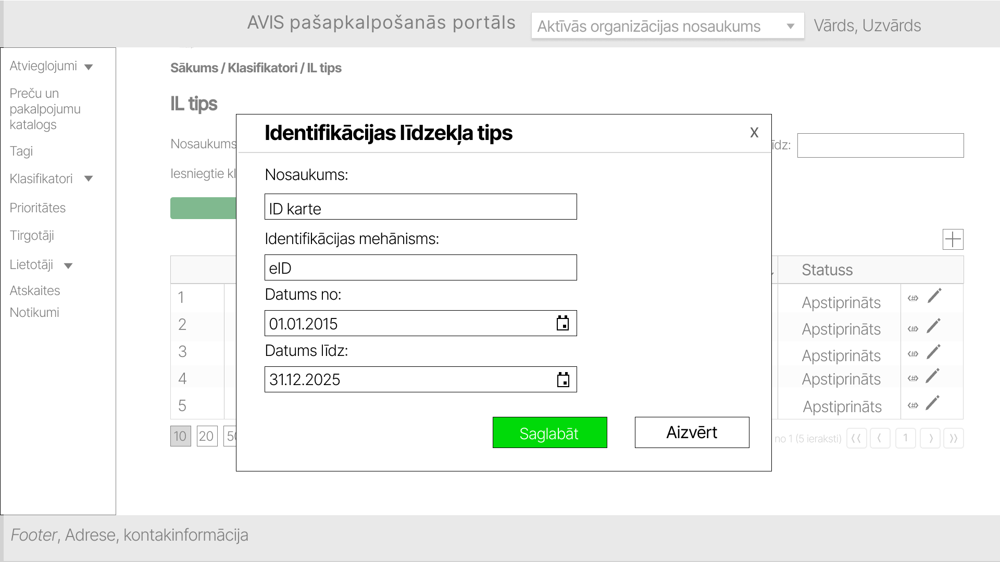 AVIS pašapkalpošanās portāls
Aktīvās organizācijas nosaukums
Vārds, Uzvārds
Atvieglojumi
Preču un
pakalpojumu
katalogs
Tagi
Klasifikatori
Prioritātes
Tirgotāji
Lietotāji
Atskaites
Notikumi
Sākums / Klasifikatori / IL tips
IL tips
Nosaukums
īdz:
Iesniegtie kl
Identifikācijas līdzekļa tips
X
Nosaukums:
ID karte
Identifikācijas mehānisms:
eID
Datums no:
01.01.2015
Datums līdz:
31.12.2025
Saglabāt
Aizvērt
Statuss
1
Apstiprināts
<#>
2
Apstiprināts
<#>
3
Apstiprināts
<#>
4
Apstiprināts
<#>
5
Apstiprināts
<#>
10
20
50
no 1 (5 ieraksti)
1
Footer, Adrese, kontakinformācija